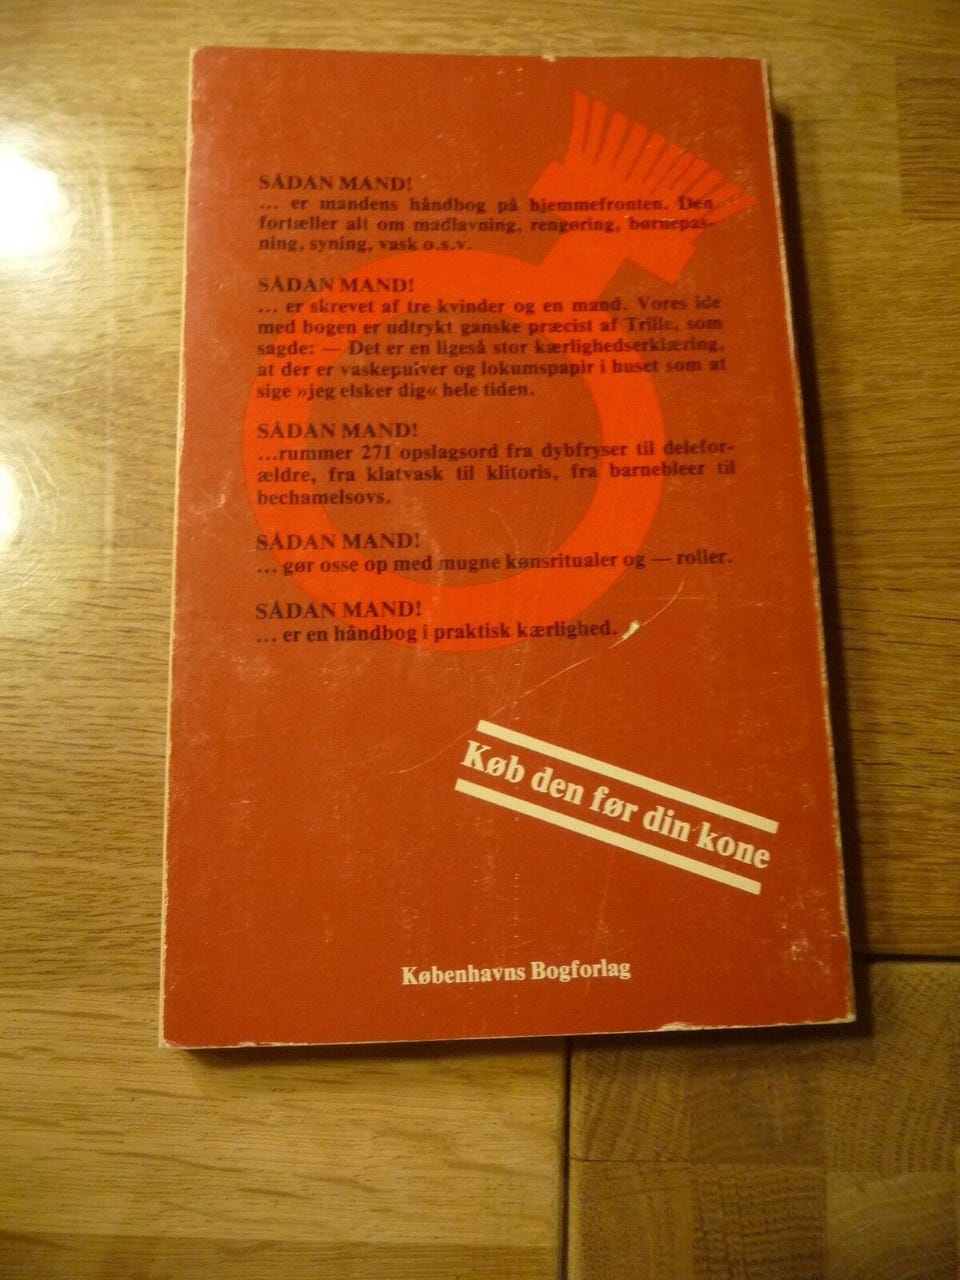 SÅDAN MAND!
... er mandens håndbog på hjemmefronten. Den
fortæller alt om madlavning, rengøring, børnepas-
ning, syning, vask o.s.v.
SÅDAN MAND!
... er skrevet af tre kvinder og en mand. Vores ide
med bogen er udtrykt ganske præcist af Trille, som
sagde: — Det er en ligeså stor kærlighedserklæring,
at der er vaskepulver og lokumspapir i huset som at
sige »jeg elsker dig« hele tiden.
SÅDAN MAND!
...rummer 271 opslagsord fra dybfryser til delefor-
ældre, fra klatvask til klitoris, fra barnebleer til
bechamelsovs.
SÅDAN MAND!
... gør osse op med mugne kønsritualer og — roller.
SÅDAN MAND!
... er en håndbog i praktisk kærlighed.
Køb den før din kone
Københavns Bogforlag